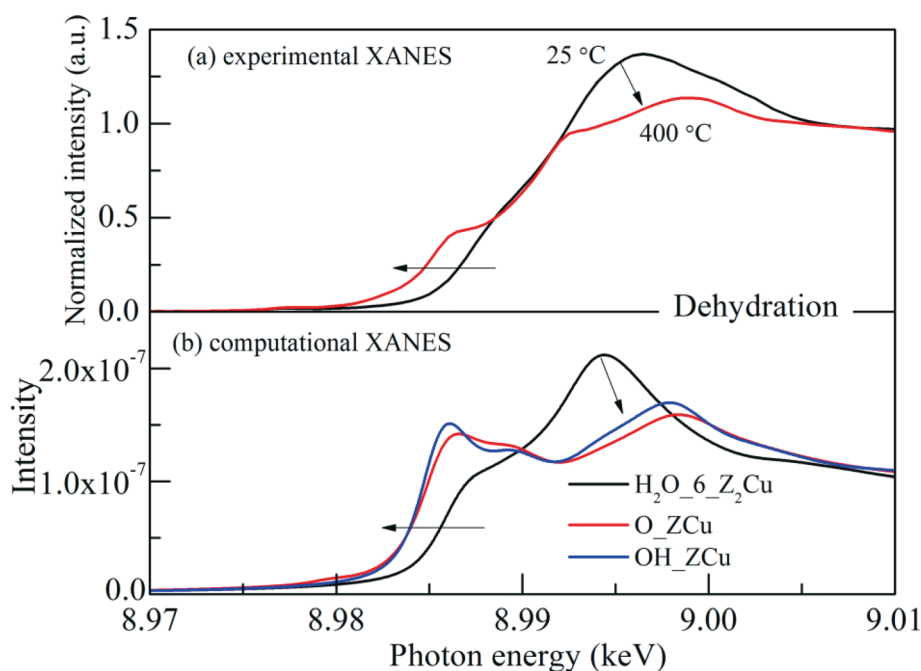 Normalized intensity (a.u.)
1.5
1.0
0.5
0.0
(a) experimental XANES
25 °C
400 °C
Dehydration
(b) computational XANES
Intensity
2.0x10⁻⁷
1.0x10⁻⁷
0.0
H₂O_6_Z₂Cu
O_ZCu
OH_ZCu
8.97 8.98 8.99 9.00 9.01
Photon energy (keV)